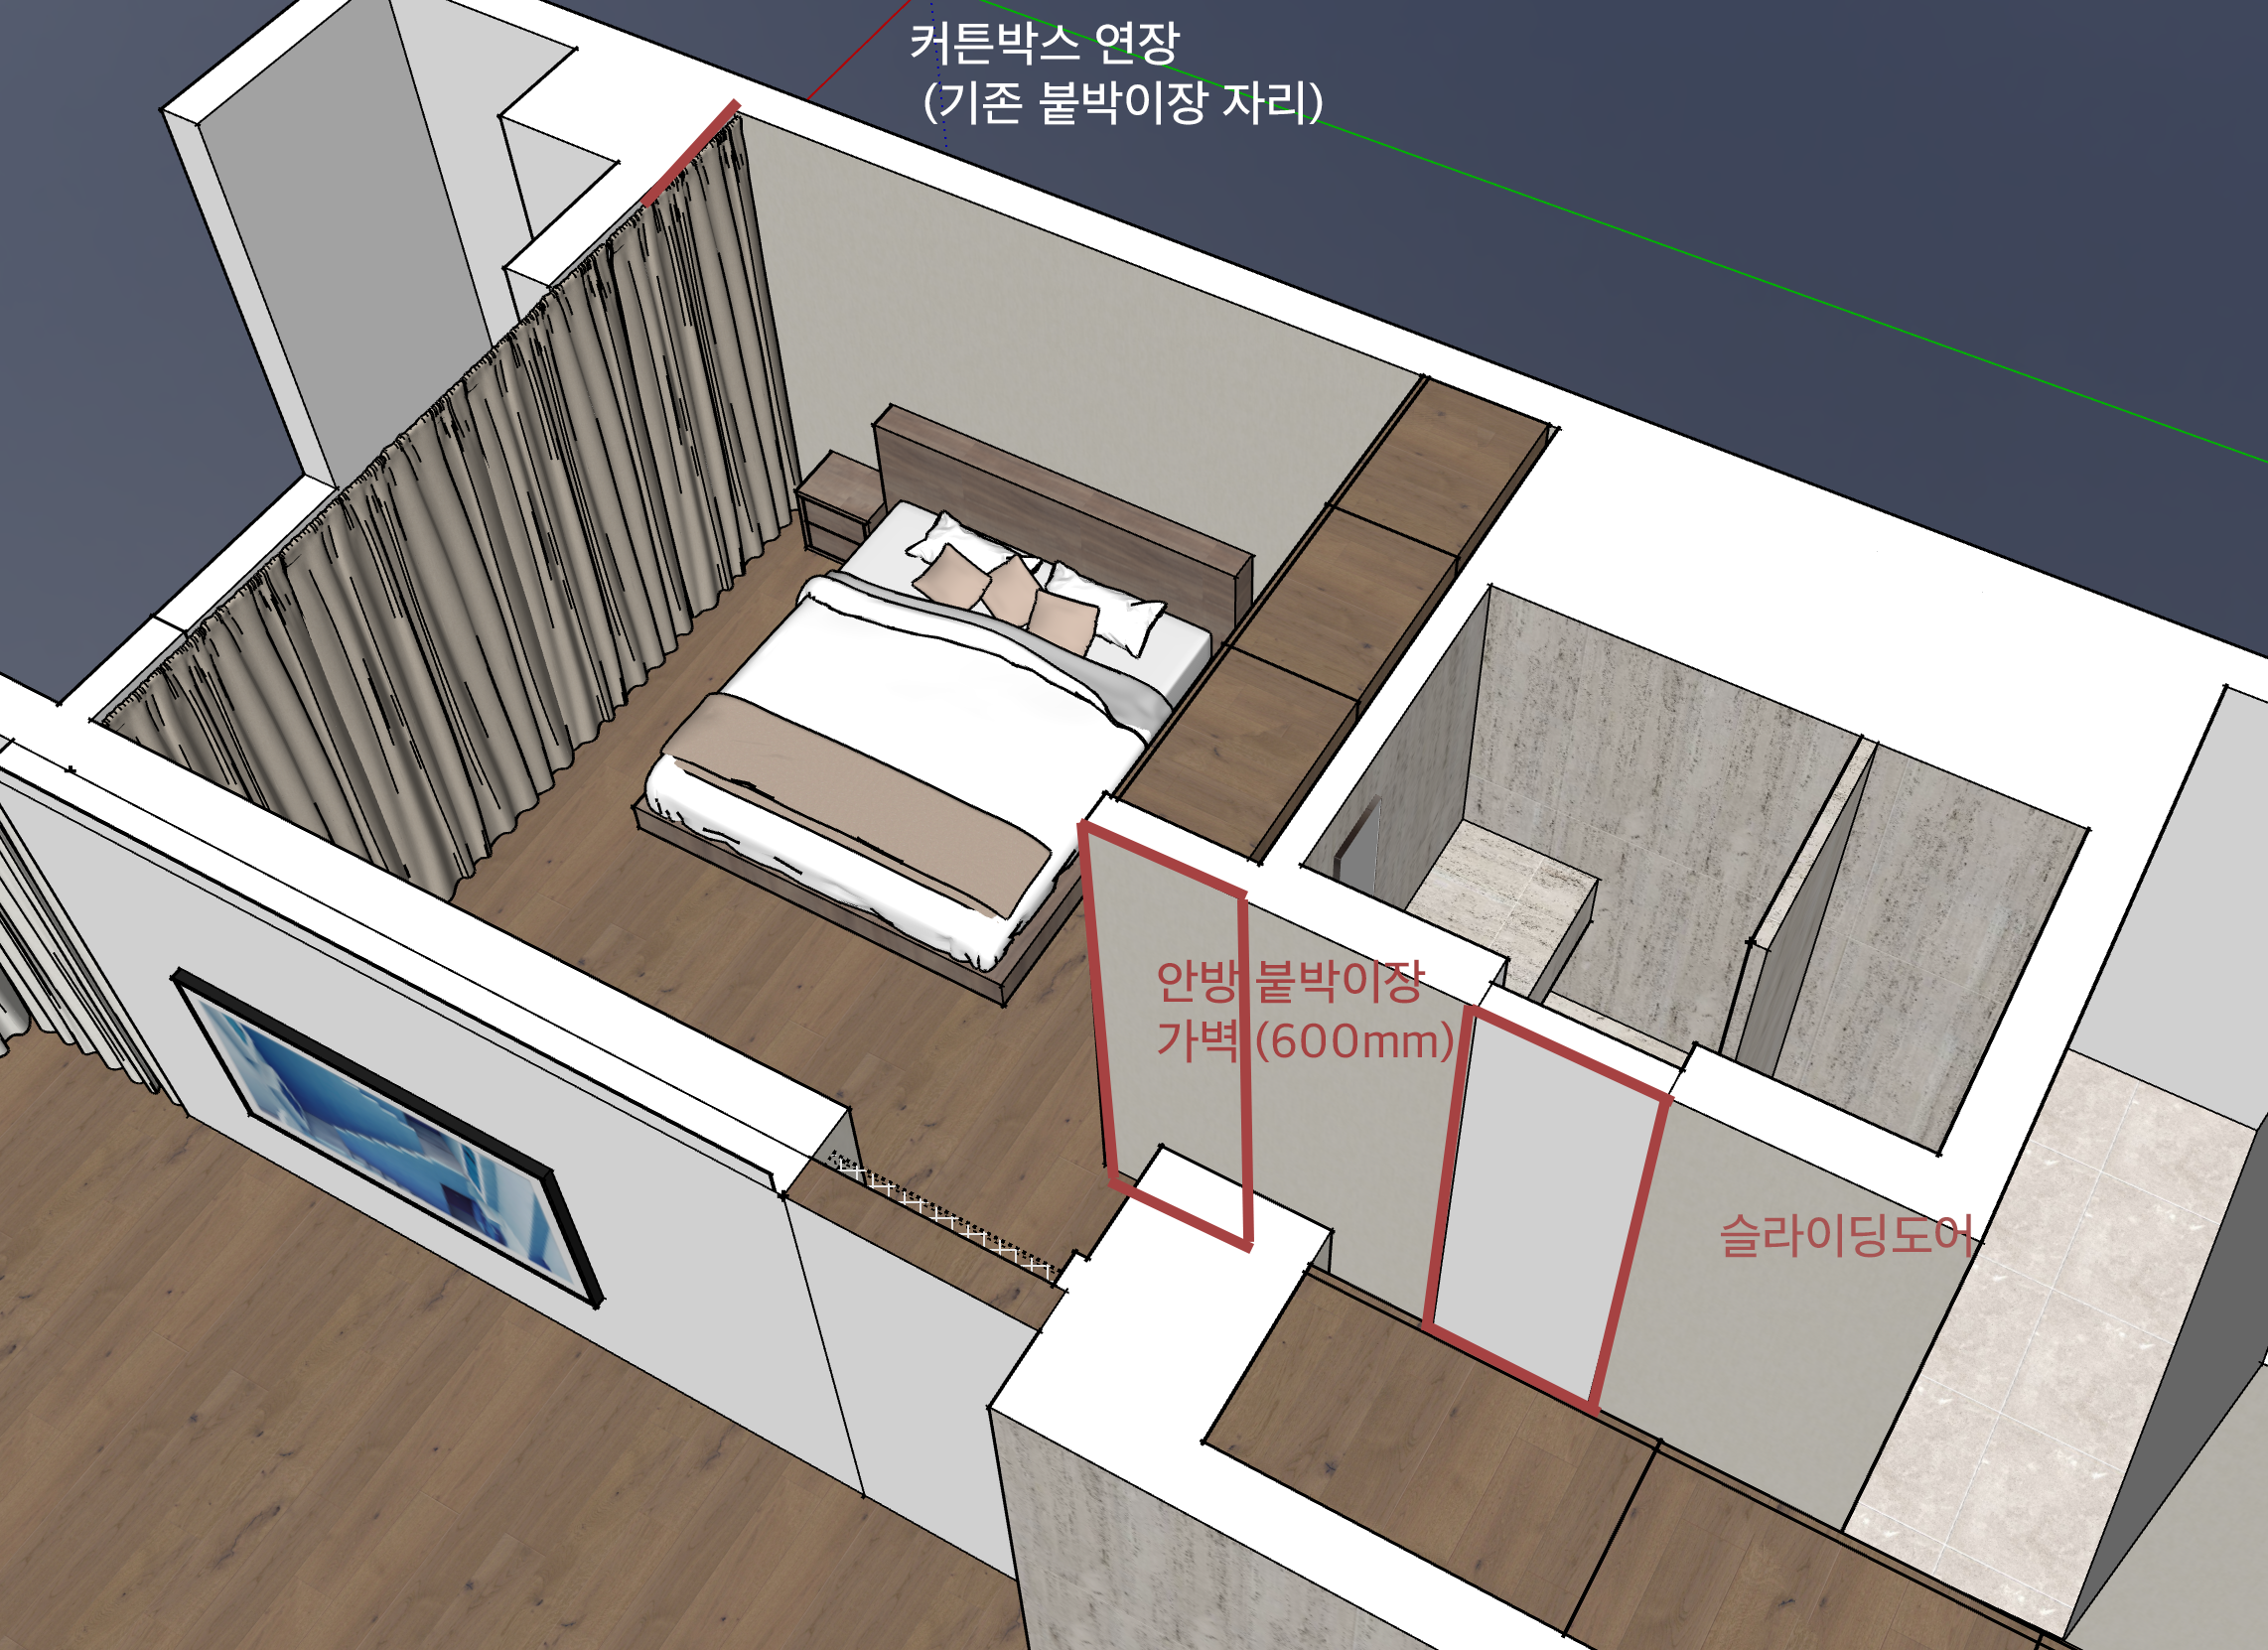 커튼박스 연장
(기존 붙박이장 자리)
안방 붙박이장
가벽 (600mm)
슬라이딩도어